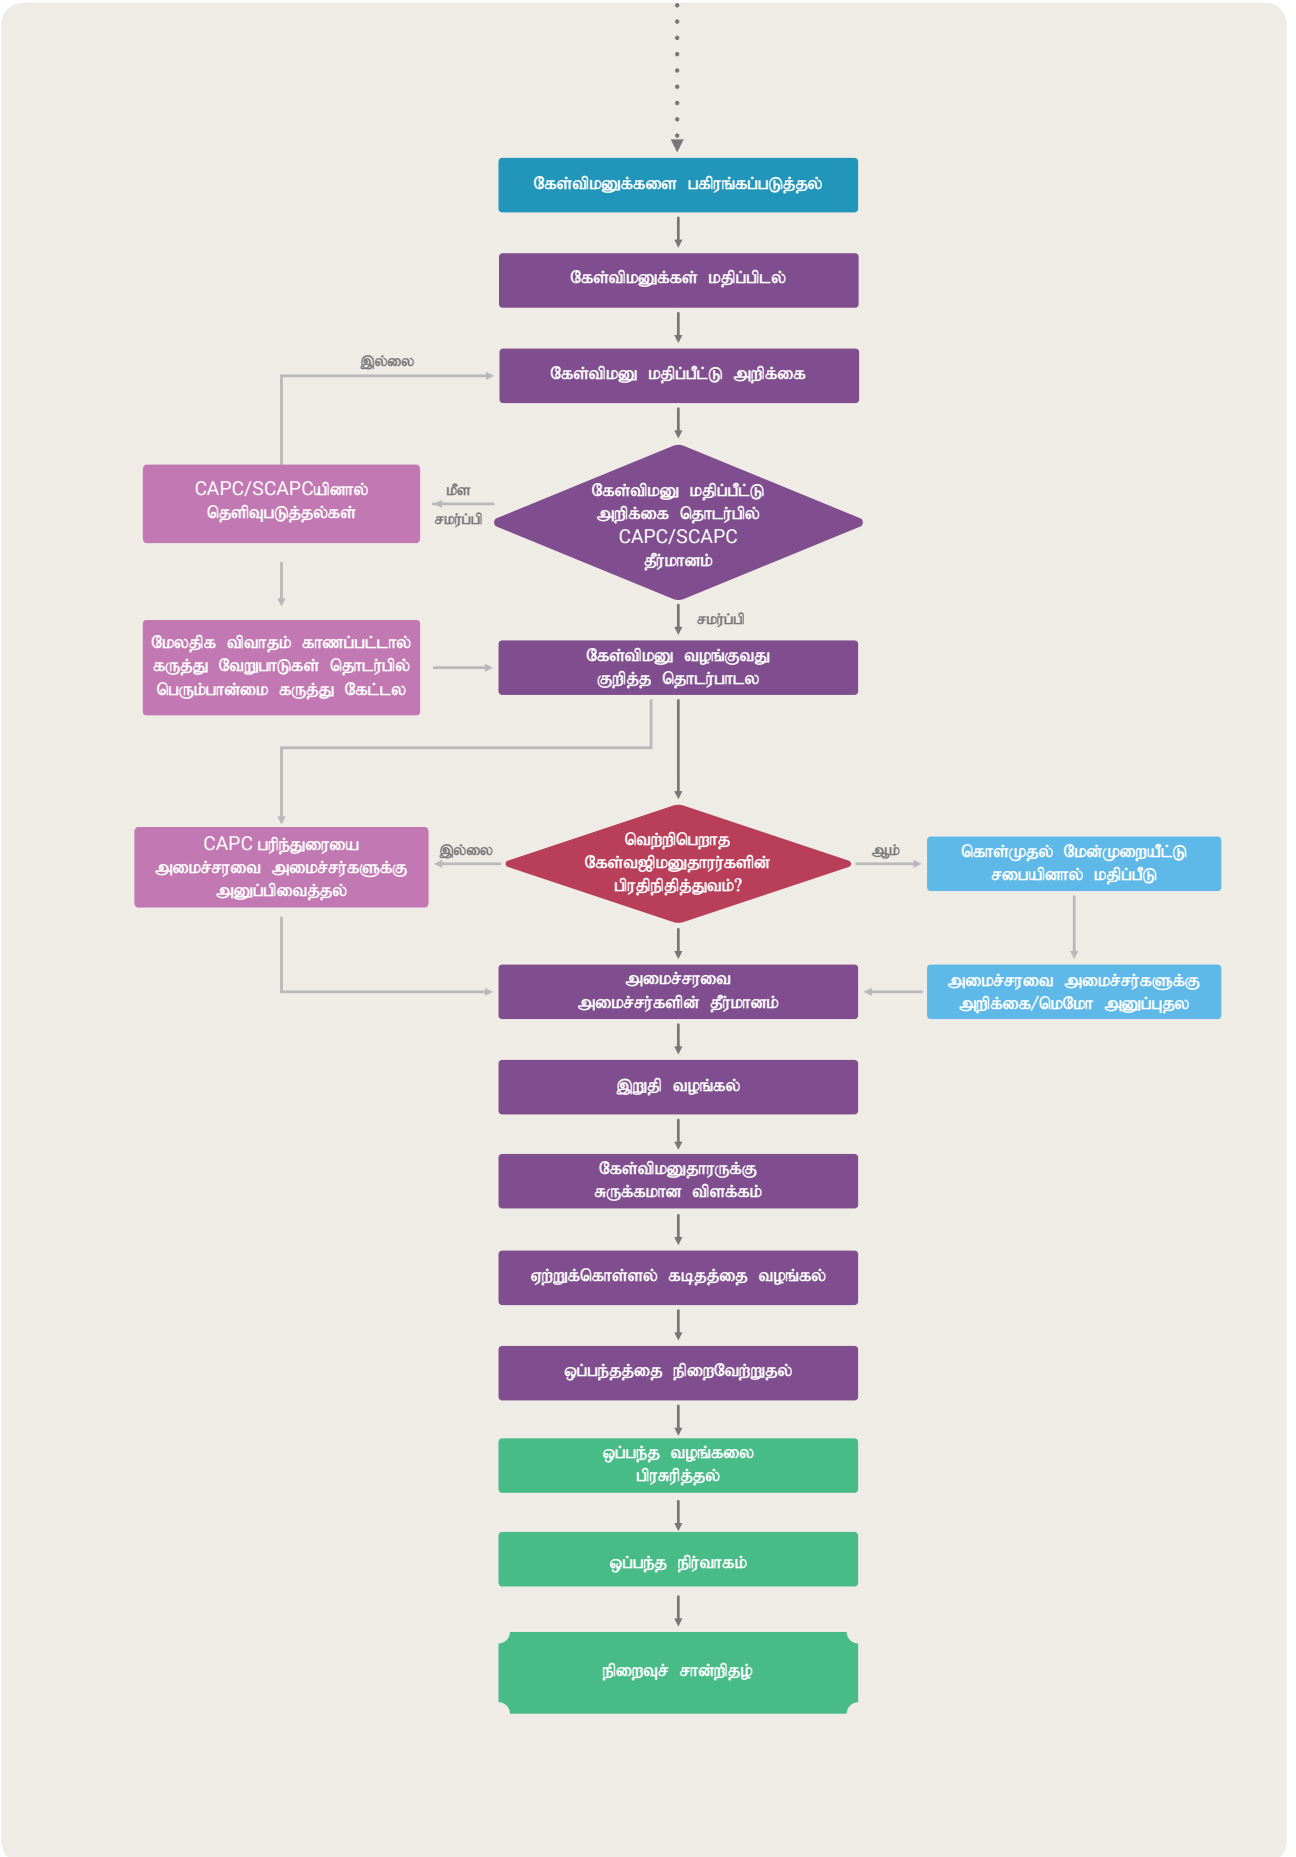 கேள்விமனுக்களை பகிரங்கப்படுத்தல்
கேள்விமனுக்கள் மதிப்பிடல்
இல்லை
கேள்விமனு மதிப்பீட்டு அறிக்கை
CAPC/SCAPCயினால்
தெளிவுபடுத்தல்கள்
மீள
சமர்ப்பி
கேள்விமனு மதிப்பீட்டு
அறிக்கை தொடர்பில்
CAPC/SCAPC
தீர்மானம்
சமர்ப்பி
மேலதிக விவாதம் காணப்பட்டால்
கருத்து வேறுபாடுகள் தொடர்பில்
பெரும்பான்மை கருத்து கேட்டல
கேள்விமனு வழங்குவது
குறித்த தொடர்பாடல
CAPC பரிந்துரையை
அமைச்சரவை அமைச்சர்களுக்கு
அனுப்பிவைத்தல்
இல்லை
வெற்றிபெறாத
கேள்வஜிமனுதாரர்களின்
பிரதிநிதித்துவம்?
ஆம்
கொள்முதல் மேன்முறையீட்டு
சபையினால் மதிப்பீடு
அமைச்சரவை
அமைச்சர்களின் தீர்மானம்
அமைச்சரவை அமைச்சர்களுக்கு
அறிக்கை/மெமோ அனுப்புதல
இறுதி வழங்கல்
கேள்விமனுதாரருக்கு
சுருக்கமான விளக்கம்
ஏற்றுக்கொள்ளல் கடிதத்தை வழங்கல்
ஒப்பந்தத்தை நிறைவேற்றுதல்
ஒப்பந்த வழங்கலை
பிரசுரித்தல்
ஒப்பந்த நிர்வாகம்
நிறைவுச் சான்றிதழ்